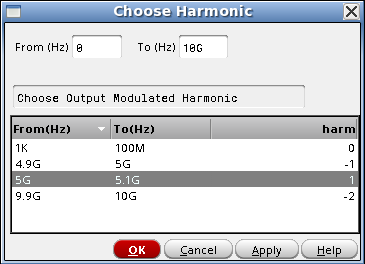 Choose Harmonic
From (Hz) 0 To (Hz) 10G
Choose Output Modulated Harmonic
From(Hz) To(Hz) harm
1K 100M 0
4.9G 5G -1
5G 5.1G 1
9.9G 10G -2
OK Cancel Apply Help